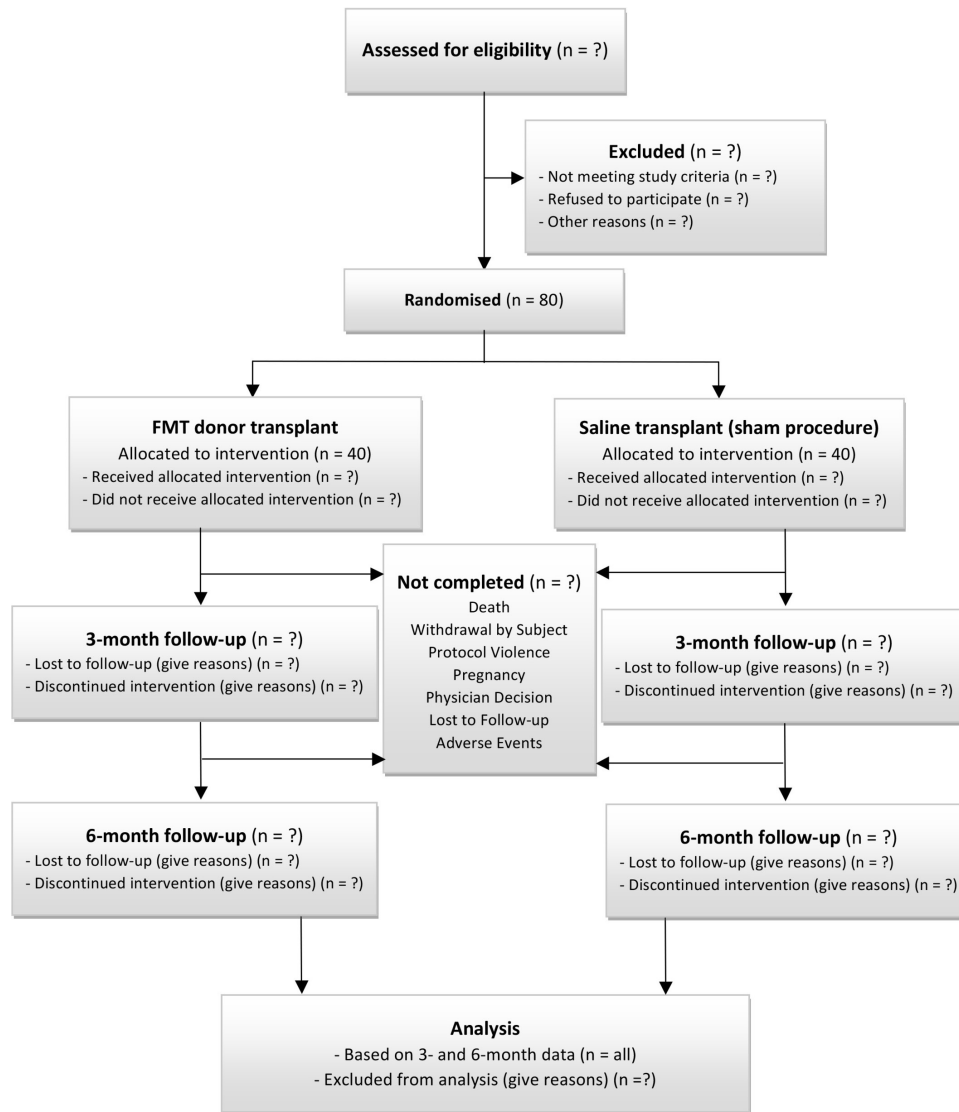 Assessed for eligibility (n = ?)
Excluded (n = ?)
- Not meeting study criteria (n = ?)
- Refused to participate (n = ?)
- Other reasons (n = ?)
Randomised (n = 80)
FMT donor transplant
Allocated to intervention (n = 40)
- Received allocated intervention (n = ?)
- Did not receive allocated intervention (n = ?)
Saline transplant (sham procedure)
Allocated to intervention (n = 40)
- Received allocated intervention (n = ?)
- Did not receive allocated intervention (n = ?)
Not completed (n = ?)
Death
Withdrawal by Subject
Protocol Violence
Pregnancy
Physician Decision
Lost to Follow-up
Adverse Events
3-month follow-up (n = ?)
- Lost to follow-up (give reasons) (n = ?)
- Discontinued intervention (give reasons) (n = ?)
3-month follow-up (n = ?)
- Lost to follow-up (give reasons) (n = ?)
- Discontinued intervention (give reasons) (n = ?)
6-month follow-up (n = ?)
- Lost to follow-up (give reasons) (n = ?)
- Discontinued intervention (give reasons) (n = ?)
6-month follow-up (n = ?)
- Lost to follow-up (give reasons) (n = ?)
- Discontinued intervention (give reasons) (n = ?)
Analysis
- Based on 3- and 6-month data (n = all)
- Excluded from analysis (give reasons) (n =?)